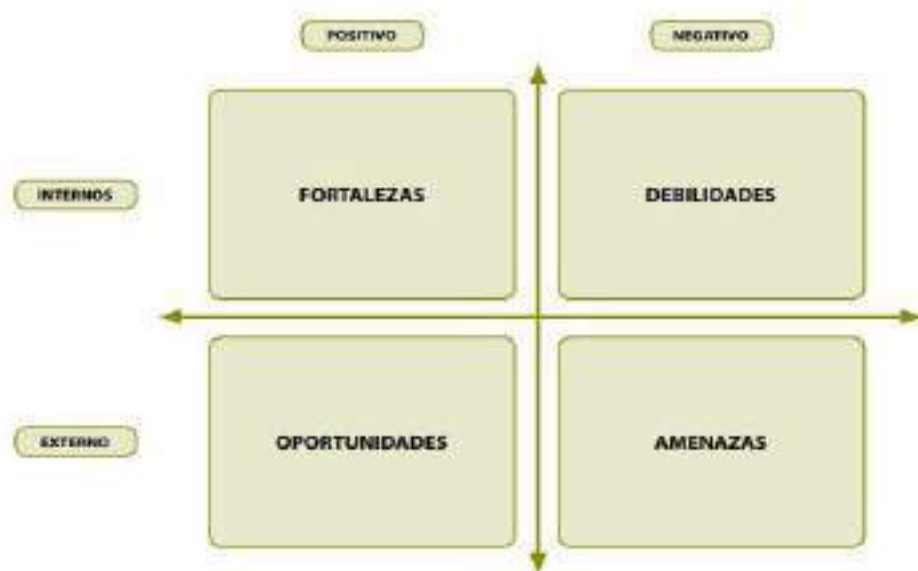 POSITIVO
NEGATIVO
INTERNOS
FORTALEZAS
DEBILIDADES
EXTERNO
OPORTUNIDADES
AMENAZAS